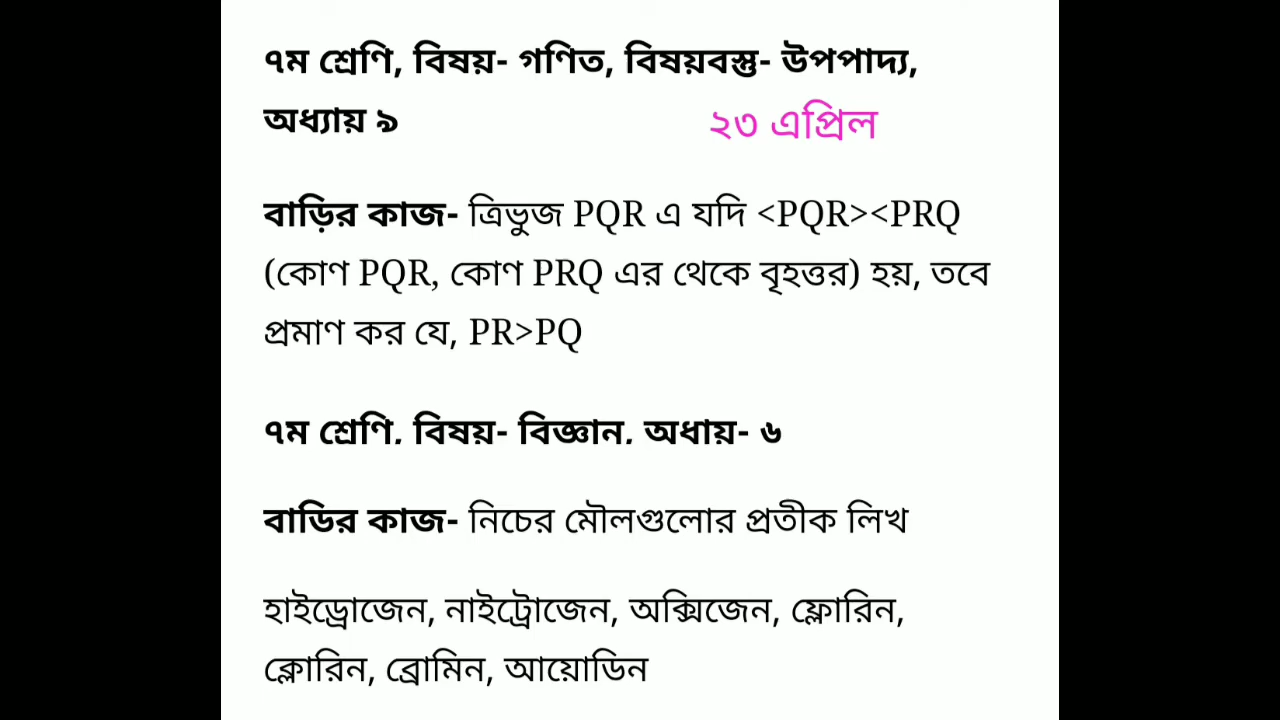 ৭ম শ্রেণি, বিষয়- গণিত, বিষয়বস্তু- উপপাদ্য,
অধ্যায় ৯
২৩ এপ্রিল
বাড়ির কাজ- ত্রিভুজ PQR এ যদি <PQR><PRQ
(কোণ PQR, কোণ PRQ এর থেকে বৃহত্তর) হয়, তবে
প্রমাণ কর যে, PR>PQ
৭ম শ্রেণি, বিষয়- বিজ্ঞান, অধ্যায়- ৬
বাড়ির কাজ- নিচের মৌলগুলোর প্রতীক লিখ
হাইড্রোজেন, নাইট্রোজেন, অক্সিজেন, ফ্লোরিন,
ক্লোরিন, ব্রোমিন, আয়োডিন